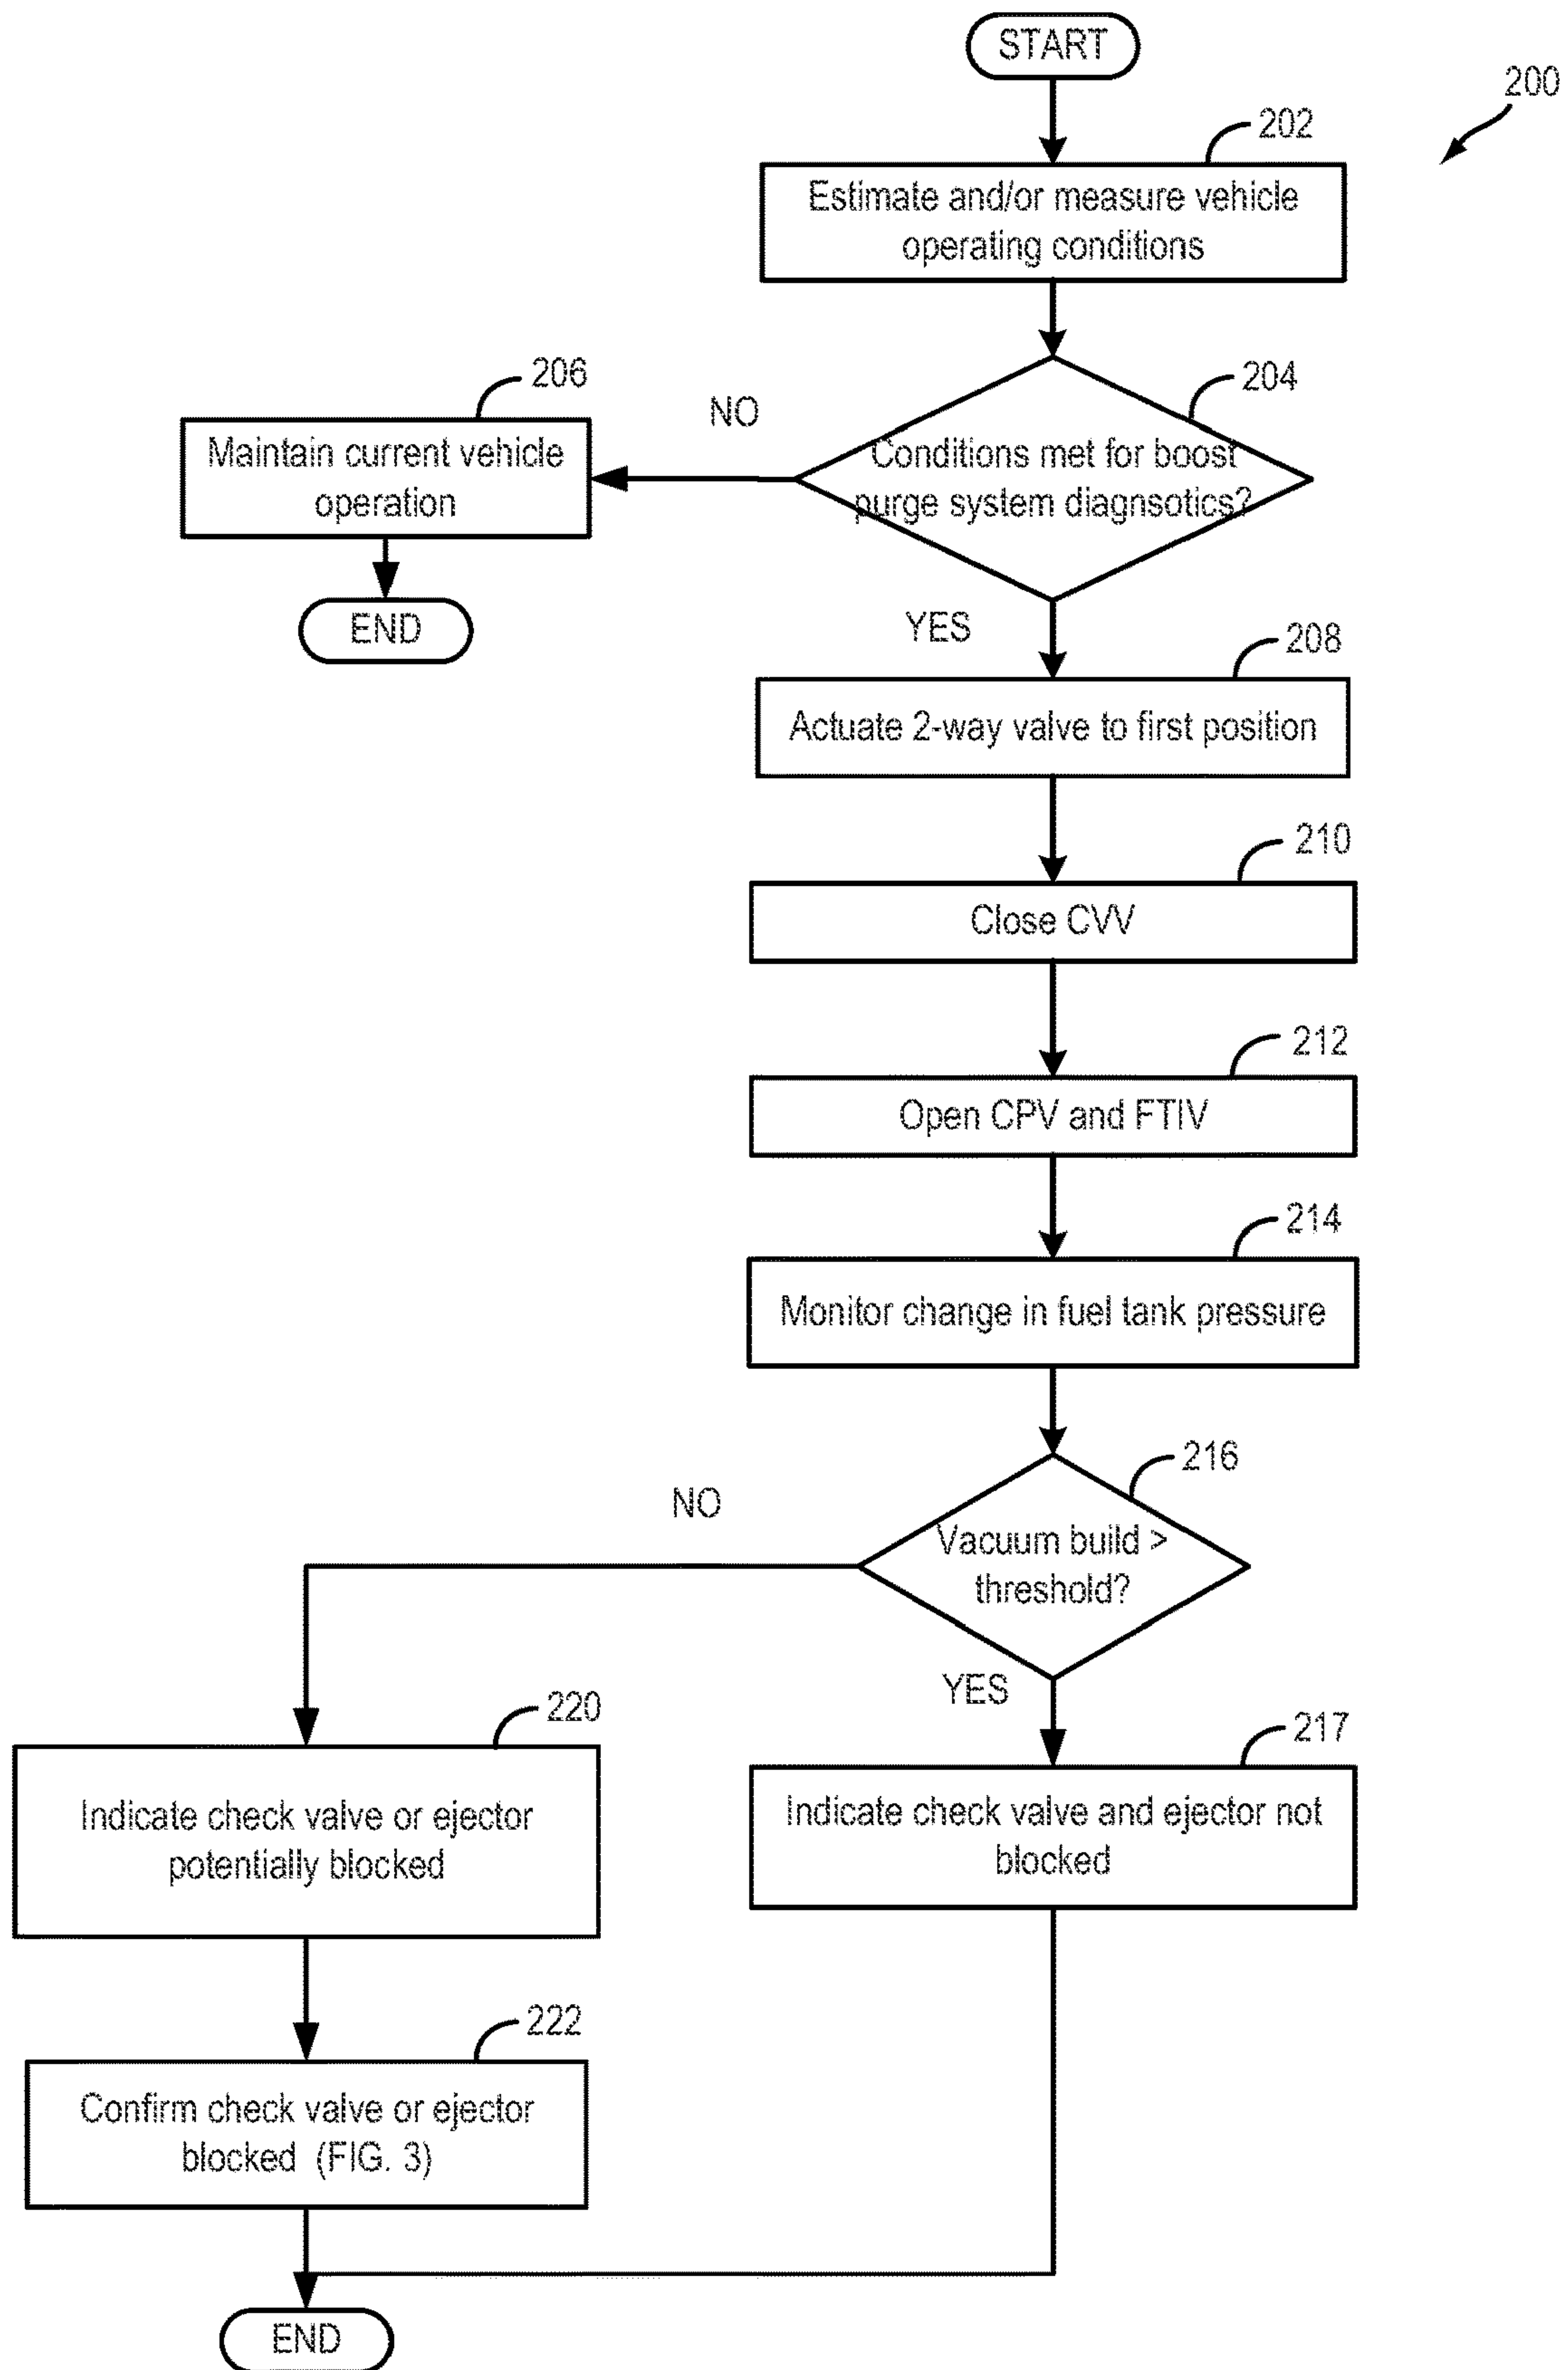 START
200
202
Estimate and/or measure vehicle
operating conditions
204
206
NO
Conditions met for boost
purge system diagnsotics?
Maintain current vehicle
operation
END
YES
208
Actuate 2-way valve to first position
210
Close CVV
212
Open CPV and FTIV
214
Monitor change in fuel tank pressure
216
NO
Vacuum build >
threshold?
YES
220
217
Indicate check valve or ejector
potentially blocked
Indicate check valve and ejector not
blocked
222
Confirm check valve or ejector
blocked (FIG. 3)
END